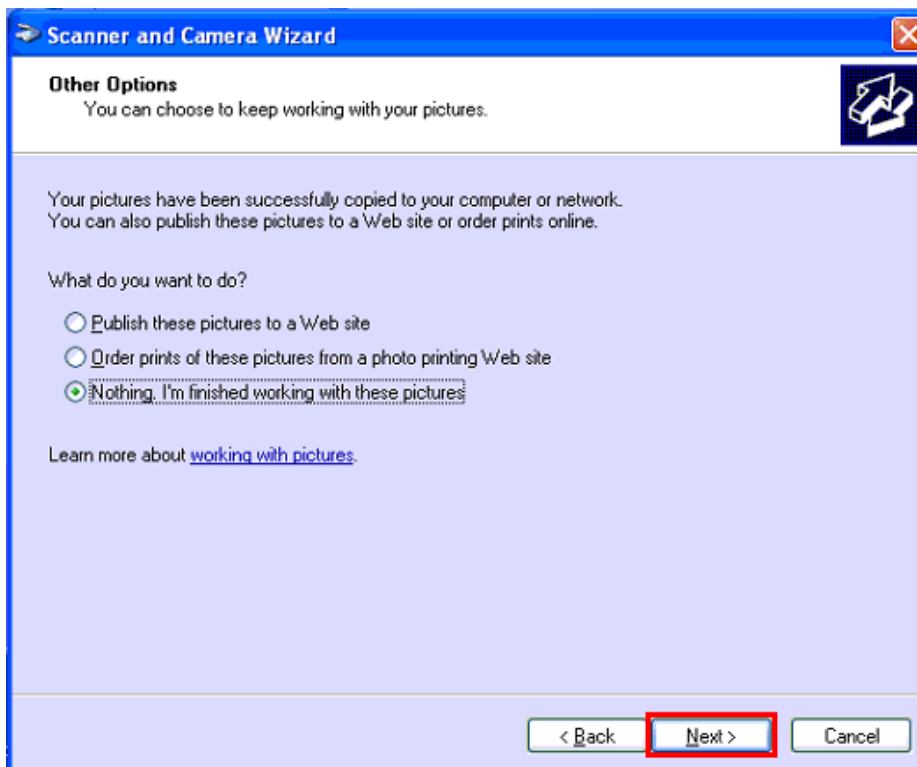 Scanner and Camera Wizard
Other Options
You can choose to keep working with your pictures.
Your pictures have been successfully copied to your computer or network.
You can also publish these pictures to a Web site or order prints online.
What do you want to do?
Publish these pictures to a Web site
Order prints of these pictures from a photo printing Web site
Nothing. I'm finished working with these pictures
Learn more about working with pictures.
< Back Next > Cancel